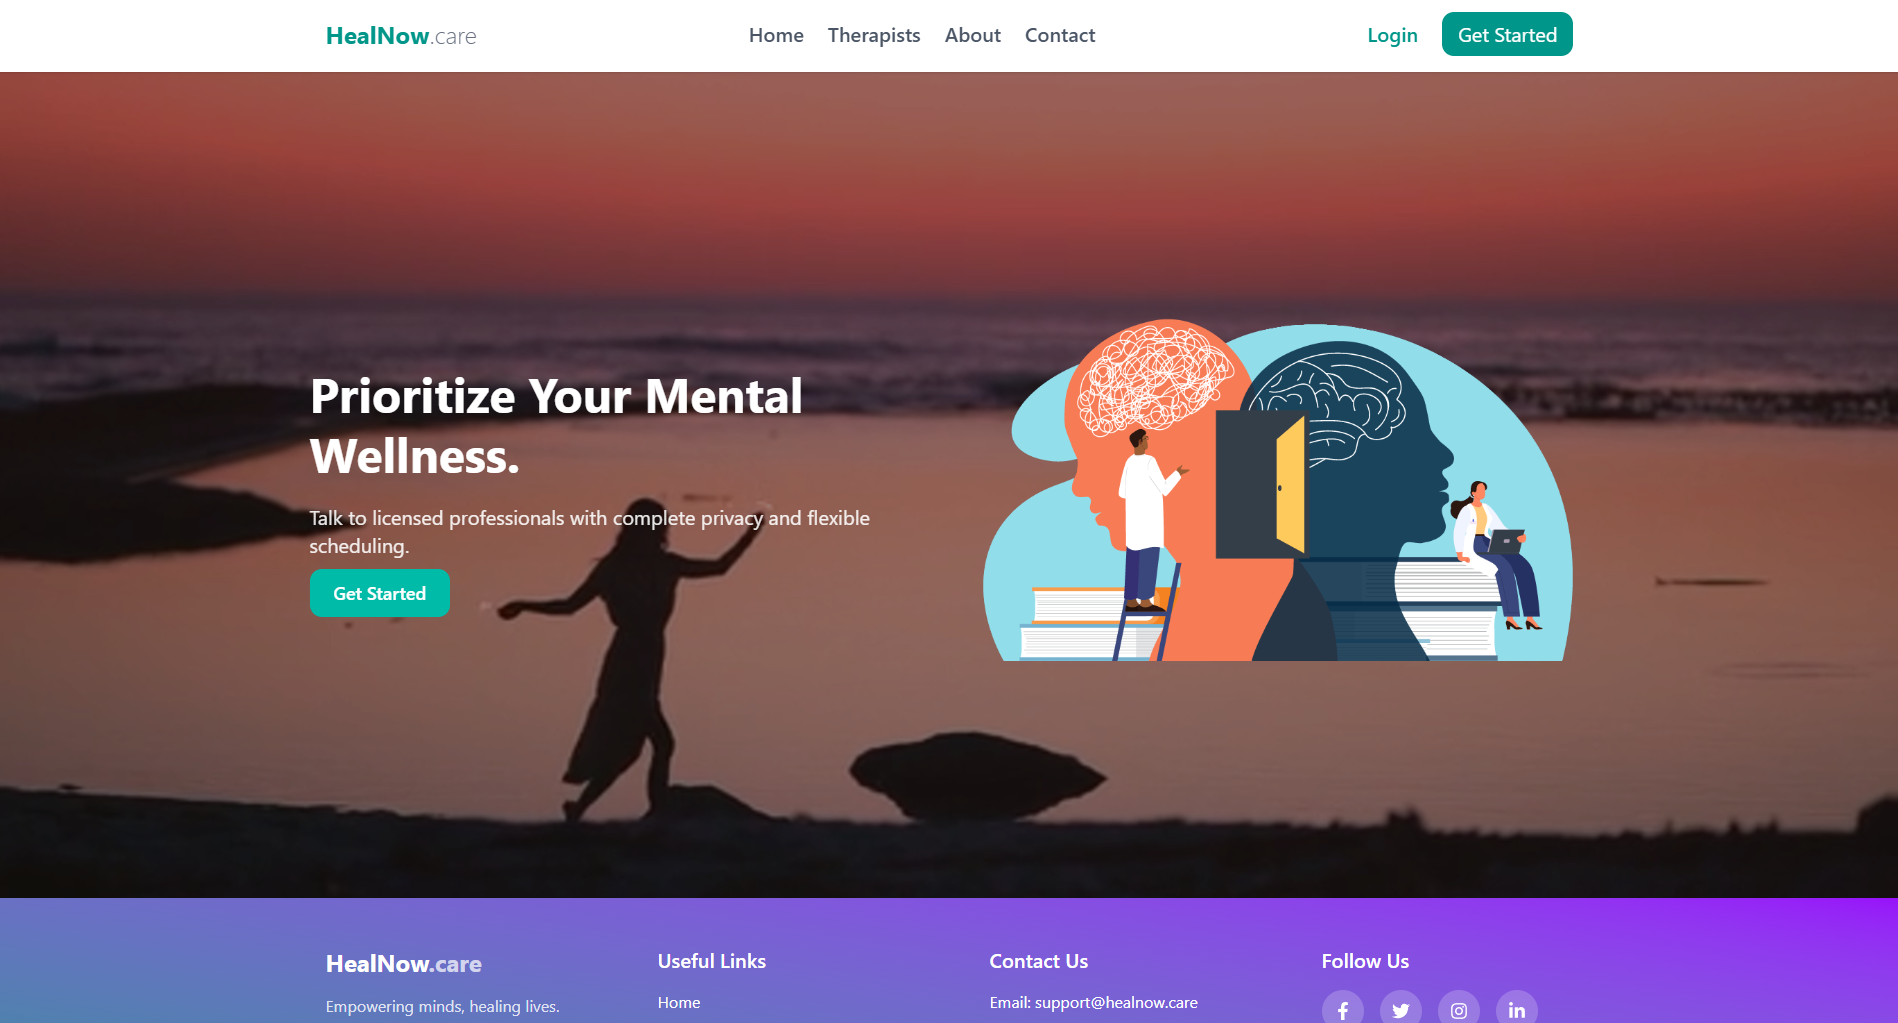 HealNow.care
Home Therapists About Contact
Login Get Started
Prioritize Your Mental
Wellness.
Talk to licensed professionals with complete privacy and flexible
scheduling.
Get Started
HealNow.care
Empowering minds, healing lives.
Useful Links
Home
Contact Us
Email: support@healnow.care
Follow Us